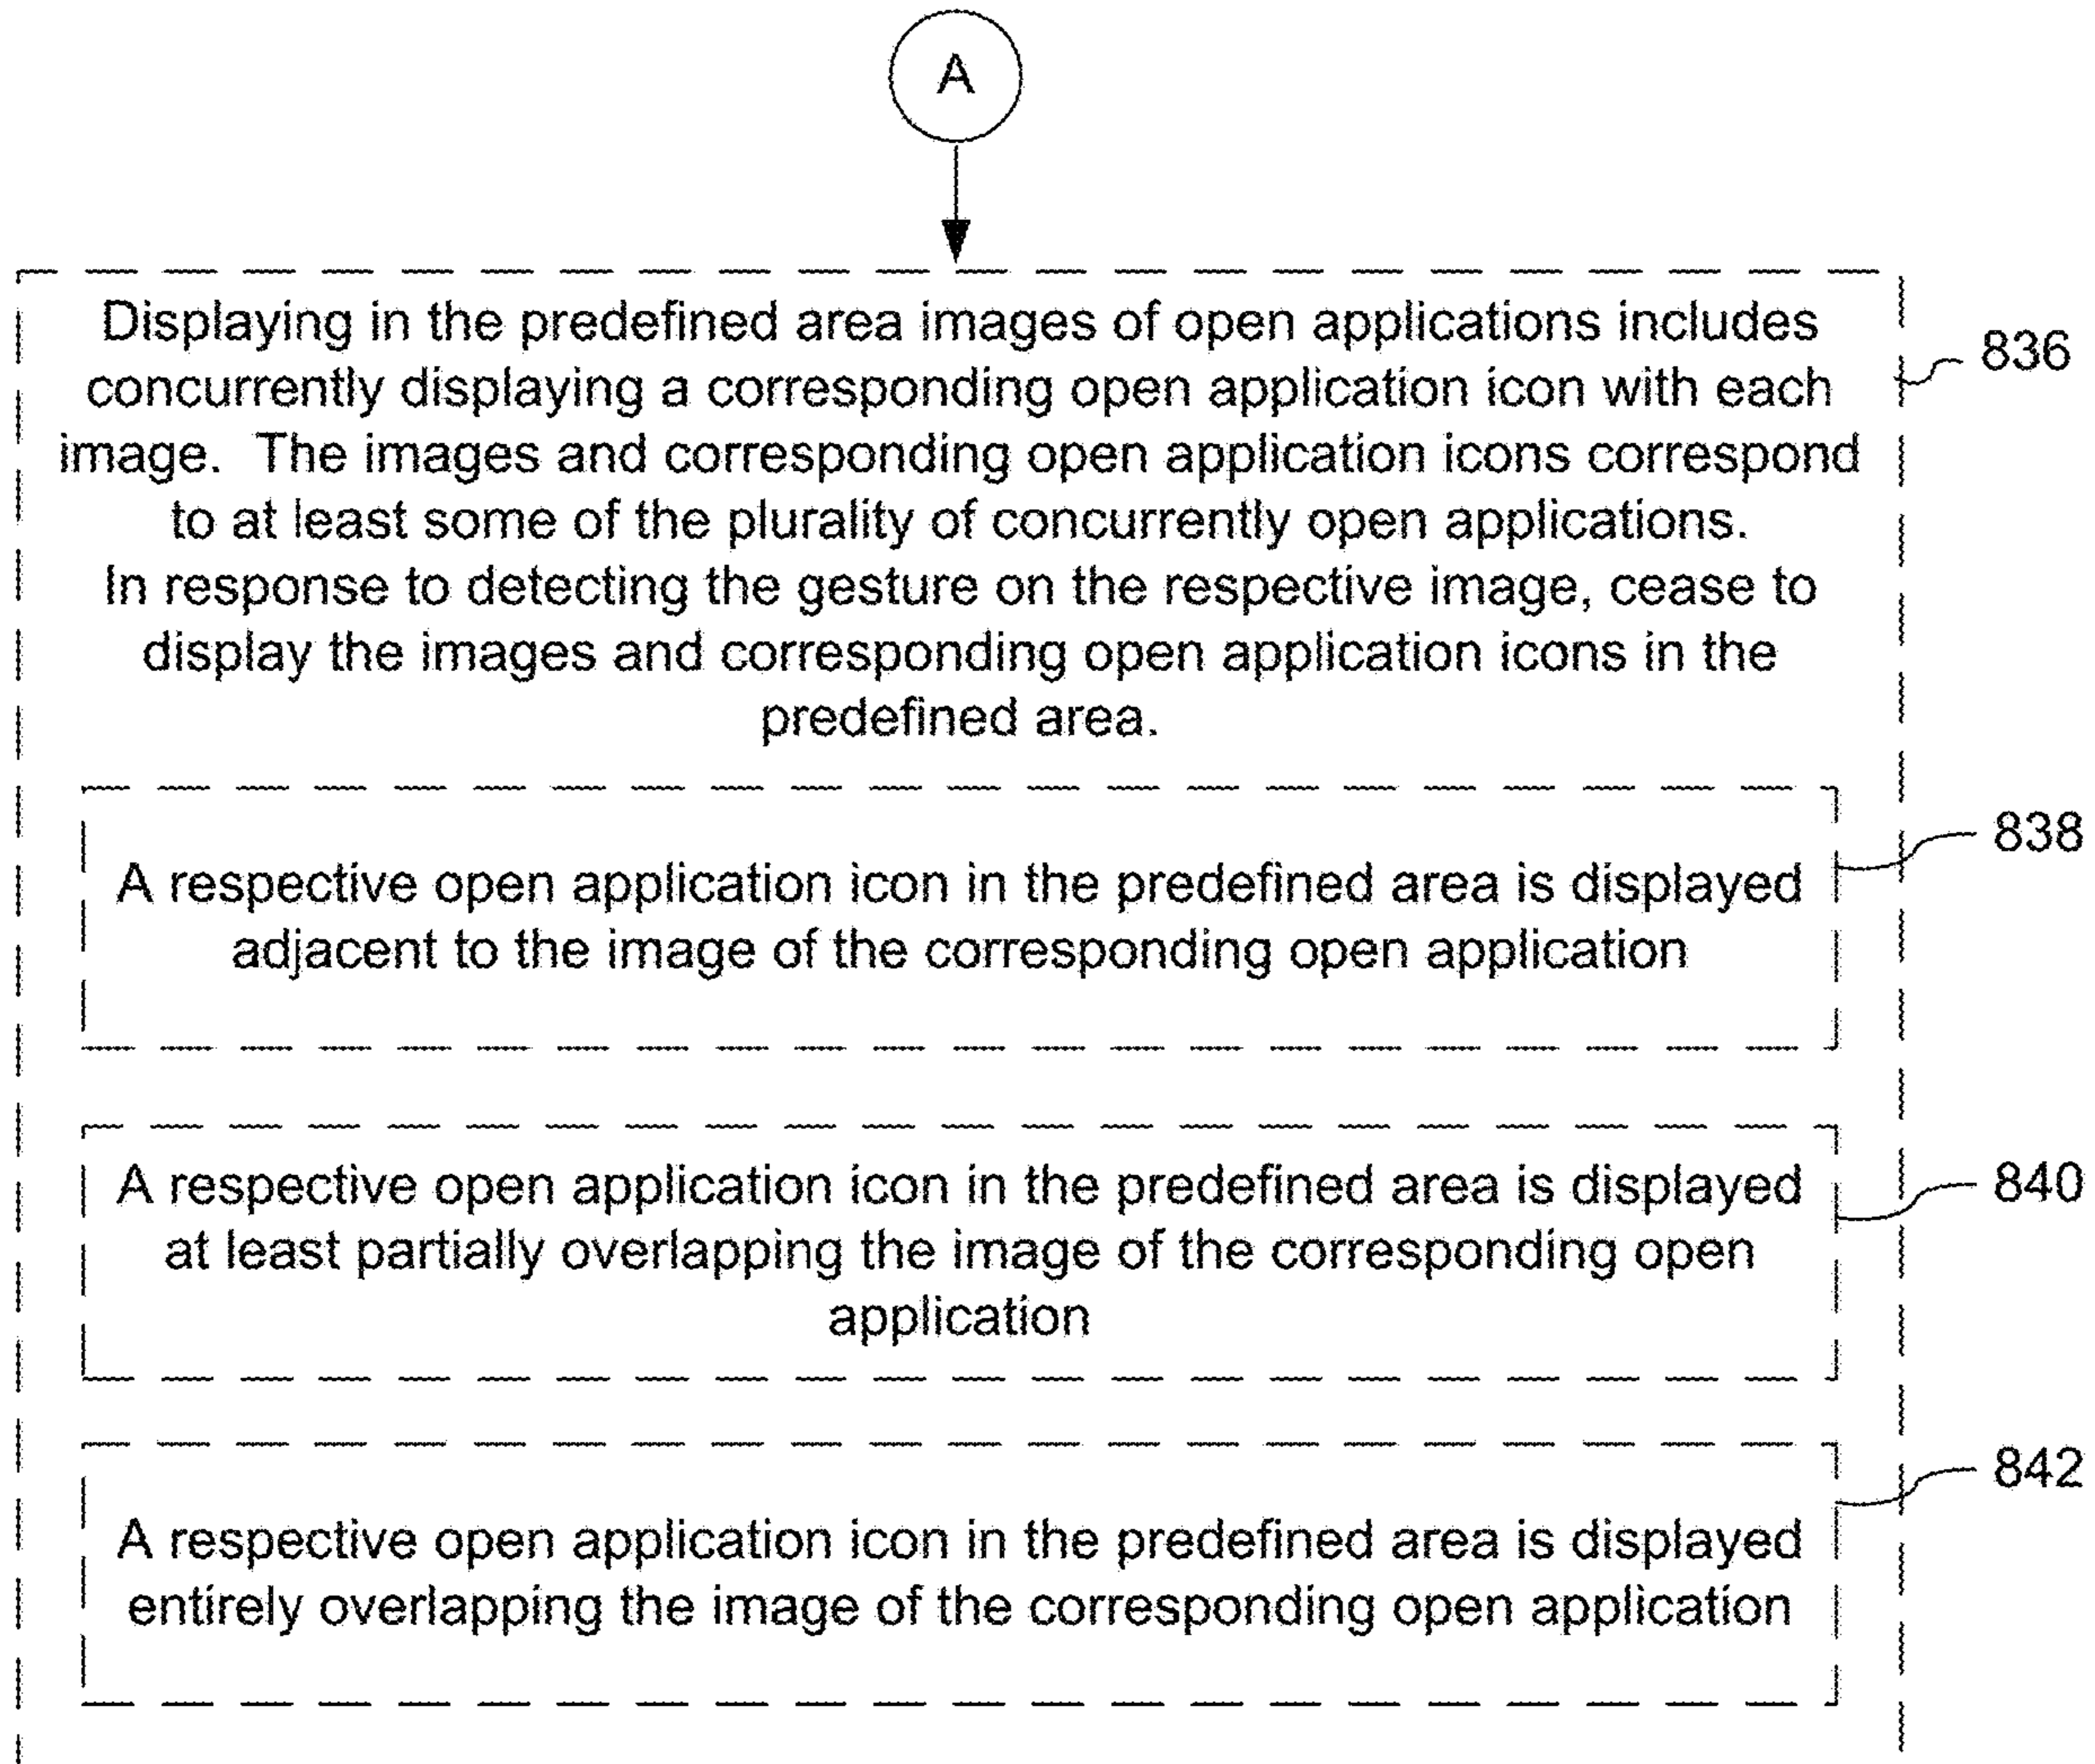 A
Displaying in the predefined area images of open applications includes
concurrently displaying a corresponding open application icon with each
image. The images and corresponding open application icons correspond
to at least some of the plurality of concurrently open applications.
In response to detecting the gesture on the respective image, cease to
display the images and corresponding open application icons in the
predefined area.
836
A respective open application icon in the predefined area is displayed
adjacent to the image of the corresponding open application
838
A respective open application icon in the predefined area is displayed
at least partially overlapping the image of the corresponding open
application
840
A respective open application icon in the predefined area is displayed
entirely overlapping the image of the corresponding open application
842